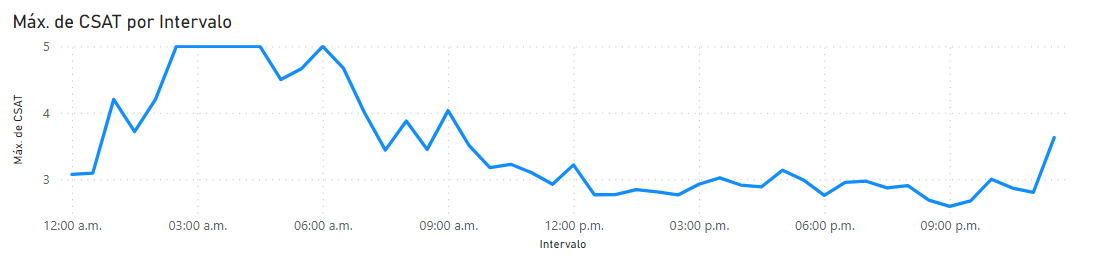 Máx. de CSAT por Intervalo
5
4
3
Máx. de CSAT
12:00 a.m. 03:00 a.m. 06:00 a.m. 09:00 a.m. 12:00 p.m. 03:00 p.m. 06:00 p.m. 09:00 p.m.
Intervalo